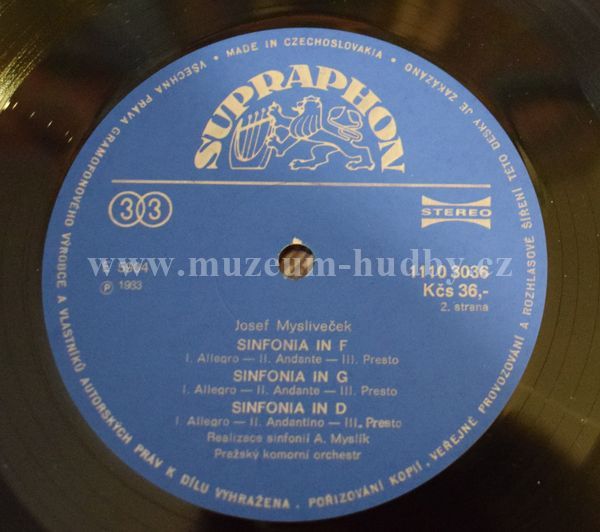 VŠECHNA PRÁVA GRAMOFONOVÉHO VÝROBCE A VLASTNÍKŮ AUTORSKÝCH PRÁV K DÍLU VYHRAŽENA. POŘIZOVÁNÍ KOPIÍ, VEŘEJNÉ PROVOZOVÁNÍ A ROZHLASOVÉ ŠÍŘENÍ TÉTO DESKY JE ZAKÁZÁNO • MADE IN CZECHOSLOVAKIA •
SUPRAPHON
33
STEREO
www.muzeum-hudby.cz
1110 3036
℗ 1933
Kčs 36,-
2. strana
Josef Mysliveček
SINFONIA IN F
I. Allegro — II. Andante — III. Presto
SINFONIA IN G
I. Allegro — II. Andante — III. Presto
SINFONIA IN D
I. Allegro — II. Andantino — III. Presto
Realizace sinfonií A. Myslík
Pražský komorní orchestr